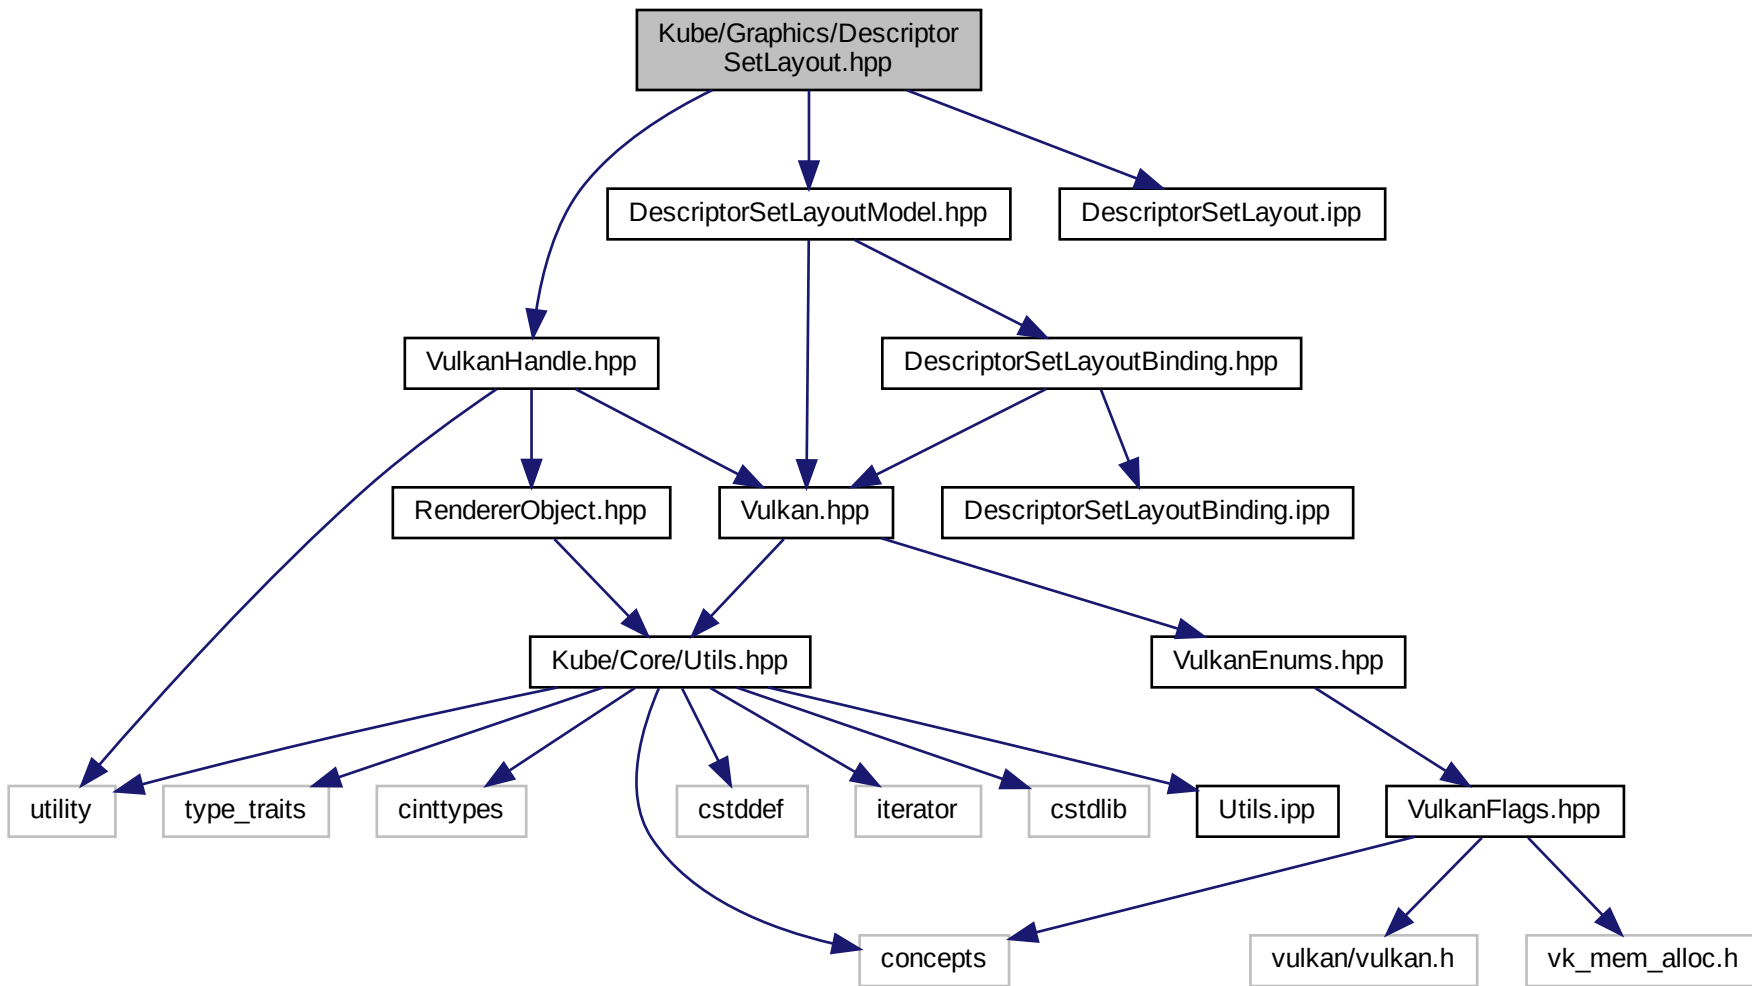 Kube/Graphics/Descriptor
SetLayout.hpp
DescriptorSetLayoutModel.hpp
DescriptorSetLayout.ipp
VulkanHandle.hpp
DescriptorSetLayoutBinding.hpp
RendererObject.hpp
Vulkan.hpp
DescriptorSetLayoutBinding.ipp
Kube/Core/Utils.hpp
VulkanEnums.hpp
utility
type_traits
cinttypes
cstddef
iterator
cstdlib
Utils.ipp
VulkanFlags.hpp
concepts
vulkan/vulkan.h
vk_mem_alloc.h